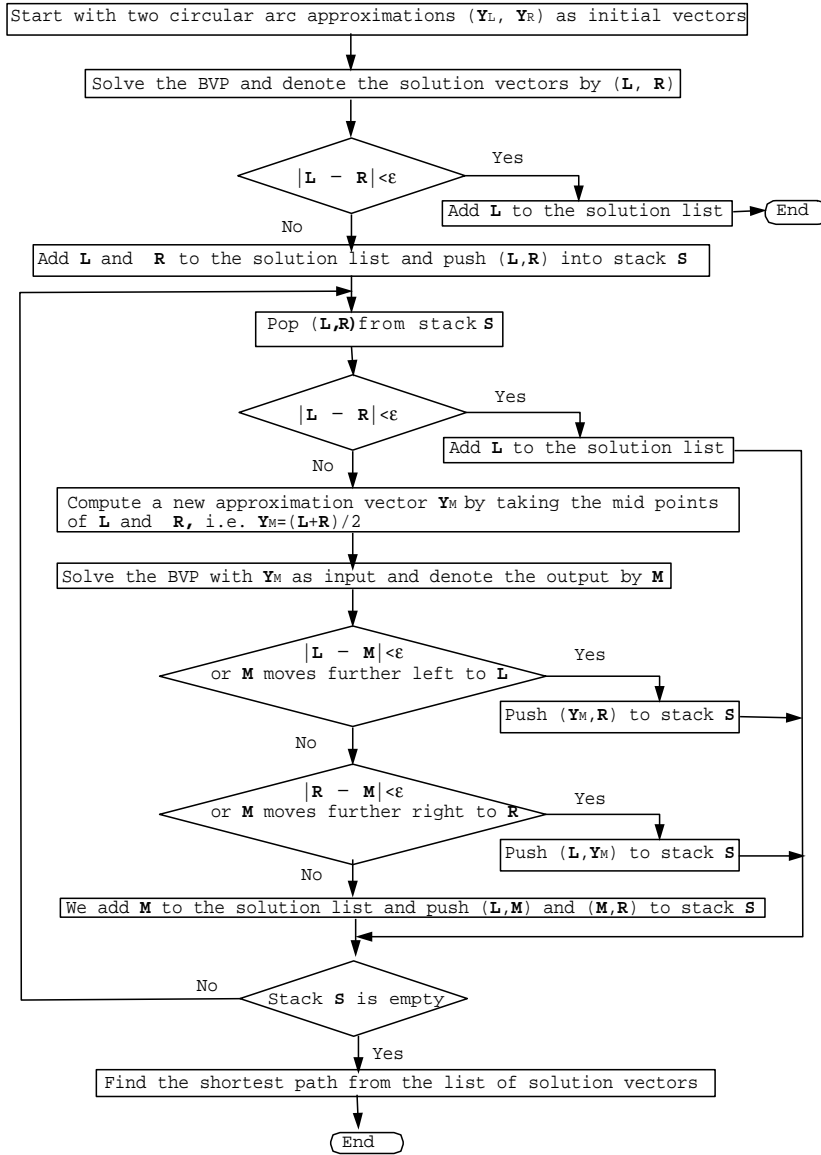 Start with two circular arc approximations (YL, YR) as initial vectors
Solve the BVP and denote the solution vectors by (L, R)
|L − R|<ε
Yes
Add L to the solution list
End
No
Add L and R to the solution list and push (L,R) into stack S
Pop (L,R) from stack S
|L − R|<ε
Yes
Add L to the solution list
No
Compute a new approximation vector YM by taking the mid points
of L and R, i.e. YM=(L+R)/2
Solve the BVP with YM as input and denote the output by M
|L − M|<ε
or M moves further left to L
Yes
Push (YM,R) to stack S
No
|R − M|<ε
or M moves further right to R
Yes
Push (L,YM) to stack S
No
We add M to the solution list and push (L,M) and (M,R) to stack S
No
Stack S is empty
Yes
Find the shortest path from the list of solution vectors
End